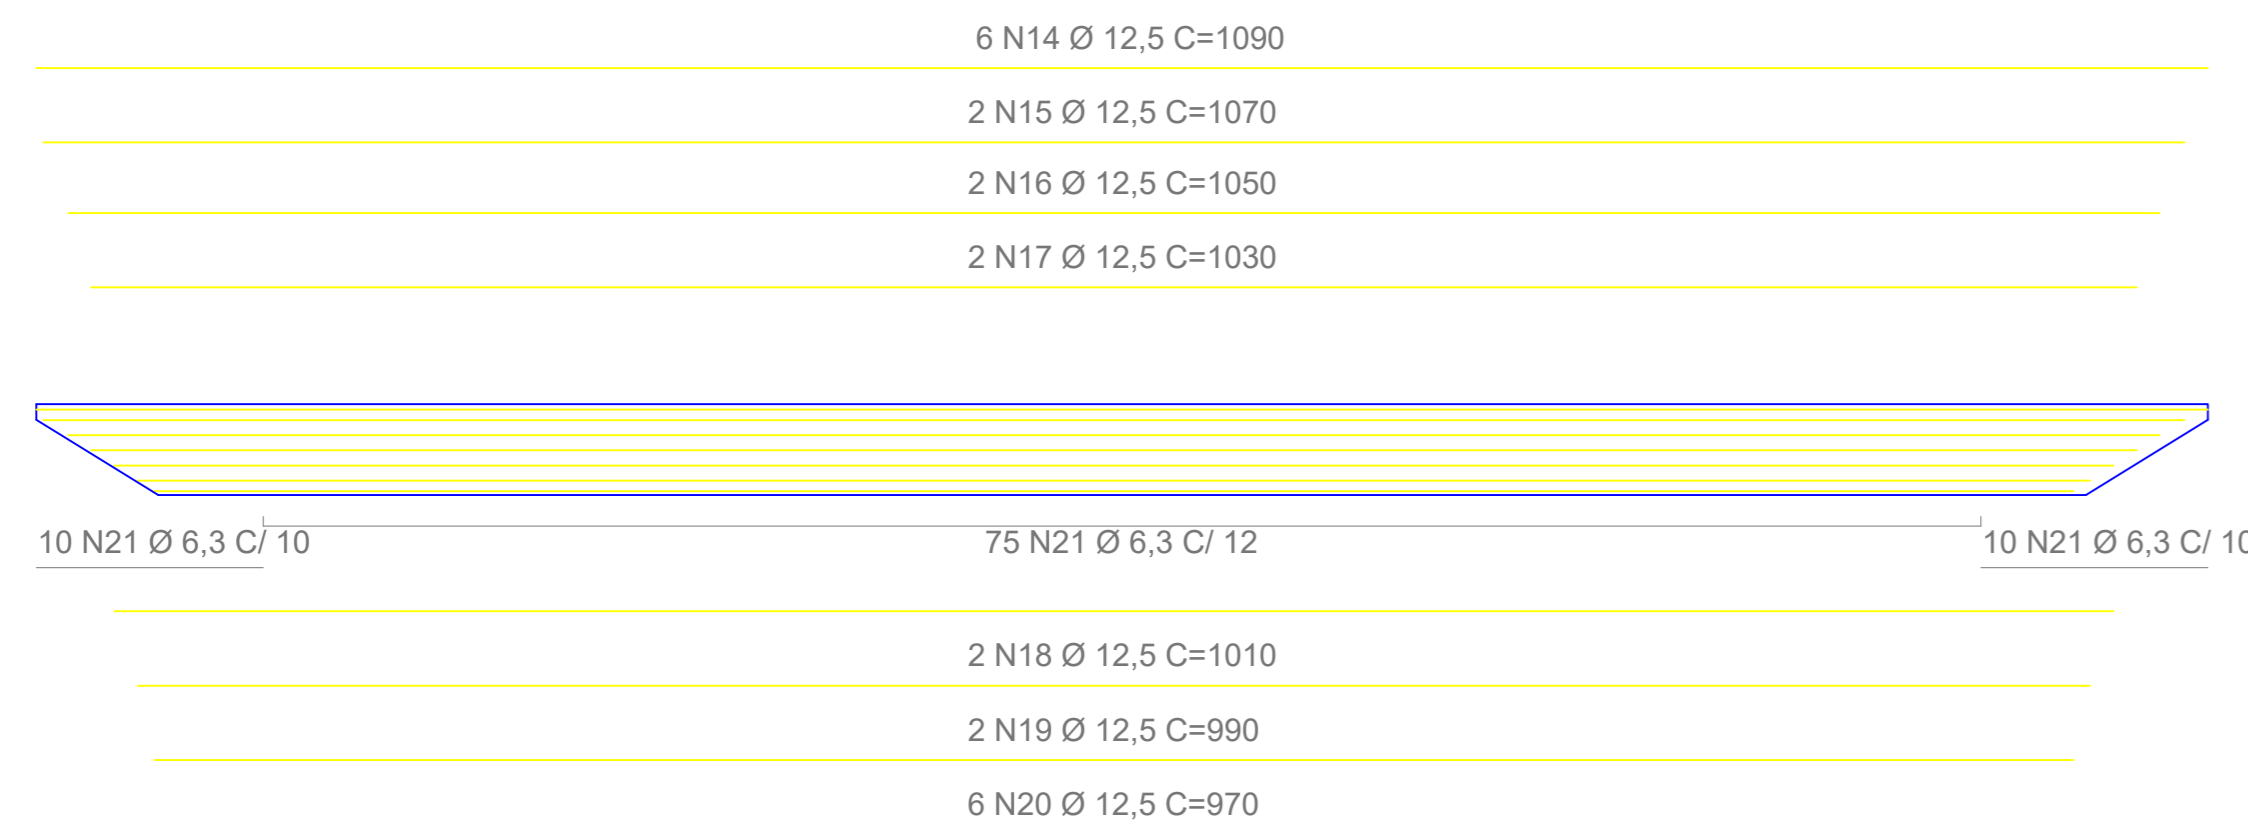 6 N14 Ø 12,5 C=1090
2 N15 Ø 12,5 C=1070
2 N16 Ø 12,5 C=1050
2 N17 Ø 12,5 C=1030
10 N21 Ø 6,3 C/ 10
75 N21 Ø 6,3 C/ 12
10 N21 Ø 6,3 C/ 10
2 N18 Ø 12,5 C=1010
2 N19 Ø 12,5 C=990
6 N20 Ø 12,5 C=970